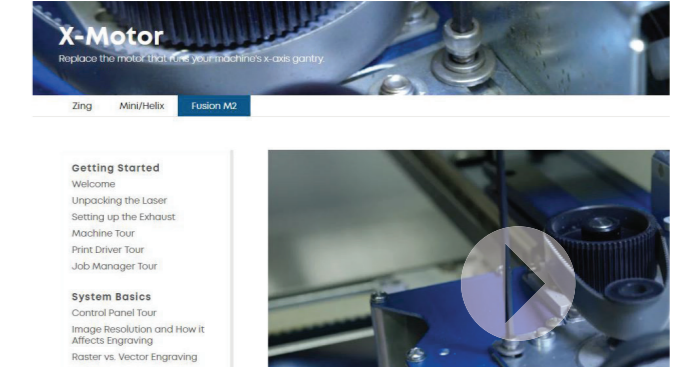 X-Motor
Replace the motor that runs your machine's x-axis gantry.
Zing
Mini/Helix
Fusion M2
Getting Started
Welcome
Unpacking the Laser
Setting up the Exhaust
Machine Tour
Print Driver Tour
Job Manager Tour
System Basics
Control Panel Tour
Image Resolution and How it
Affects Engraving
Raster vs. Vector Engraving